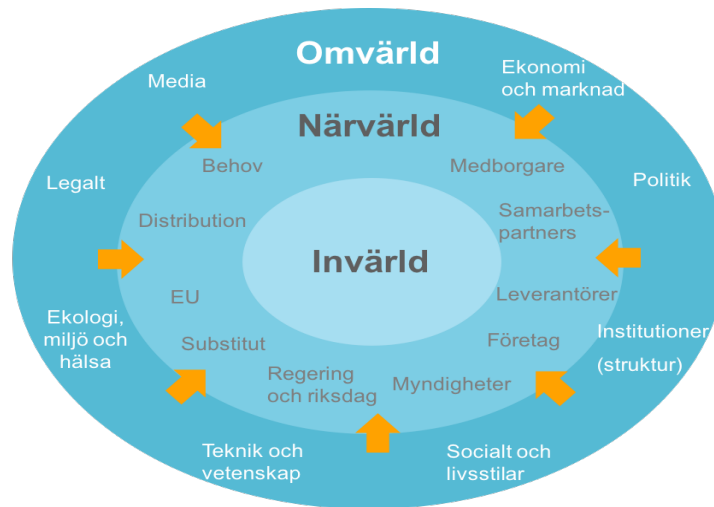 Omvärld
Media
Ekonomi
och marknad
Närvärld
Behov
Medborgare
Legalt
Politik
Distribution
Samarbets-
partners
Invärld
EU
Leverantörer
Ekologi,
miljö och
hälsa
Substitut
Företag
Institutioner
(struktur)
Regering
och riksdag
Myndigheter
Teknik och
vetenskap
Socialt och
livsstilar